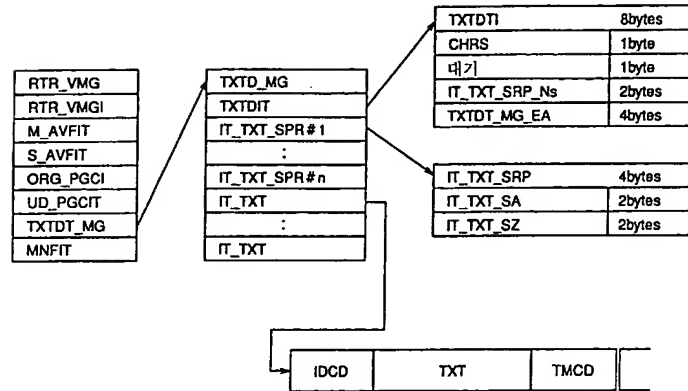 RTR_VMG
RTR_VMGI
M_AVFIT
S_AVFIT
ORG_PGCI
UD_PGCIT
TXTDT_MG
MNFIT
TXTD_MG
TXTDIT
IT_TXT_SPR#1
:
IT_TXT_SPR#n
IT_TXT
:
IT_TXT
TXTDTI 8bytes
CHRS 1byte
대기 1byte
IT_TXT_SRP_Ns 2bytes
TXTDT_MG_EA 4bytes
IT_TXT_SRP 4bytes
IT_TXT_SA 2bytes
IT_TXT_SZ 2bytes
IDCD TXT TMCD